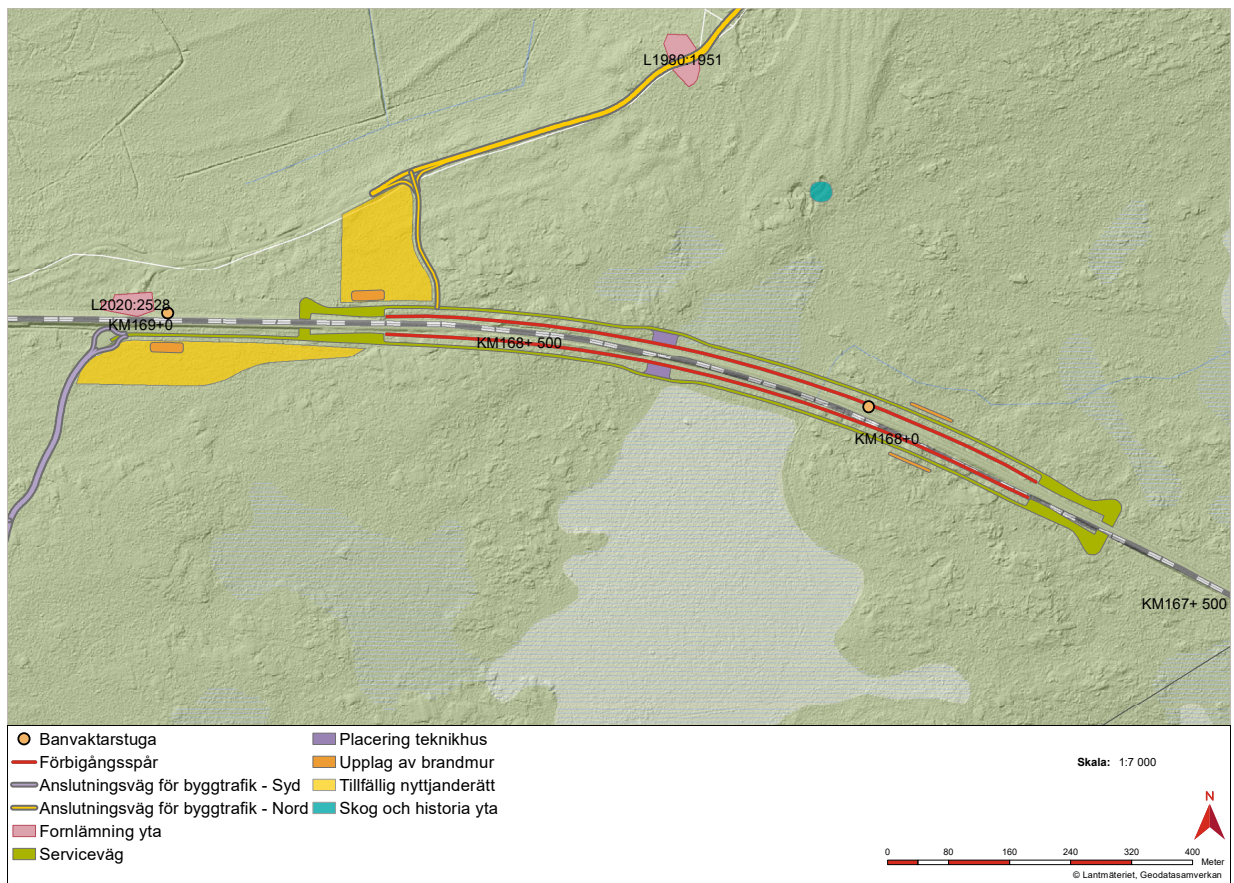 L1980:1951
L2020:2528
KM169+0
KM168+ 500
KM168+0
KM167+ 500
Banvaktarstuga
Förbigångsspår
Anslutningsväg för byggtrafik - Syd
Anslutningsväg för byggtrafik - Nord
Fornlämning yta
Serviceväg
Placering teknikhus
Upplag av brandmur
Tillfällig nyttjanderätt
Skog och historia yta
Skala: 1:7 000
N
0 80 160 240 320 400
Meter
© Lantmäteriet, Geodatasamverkan